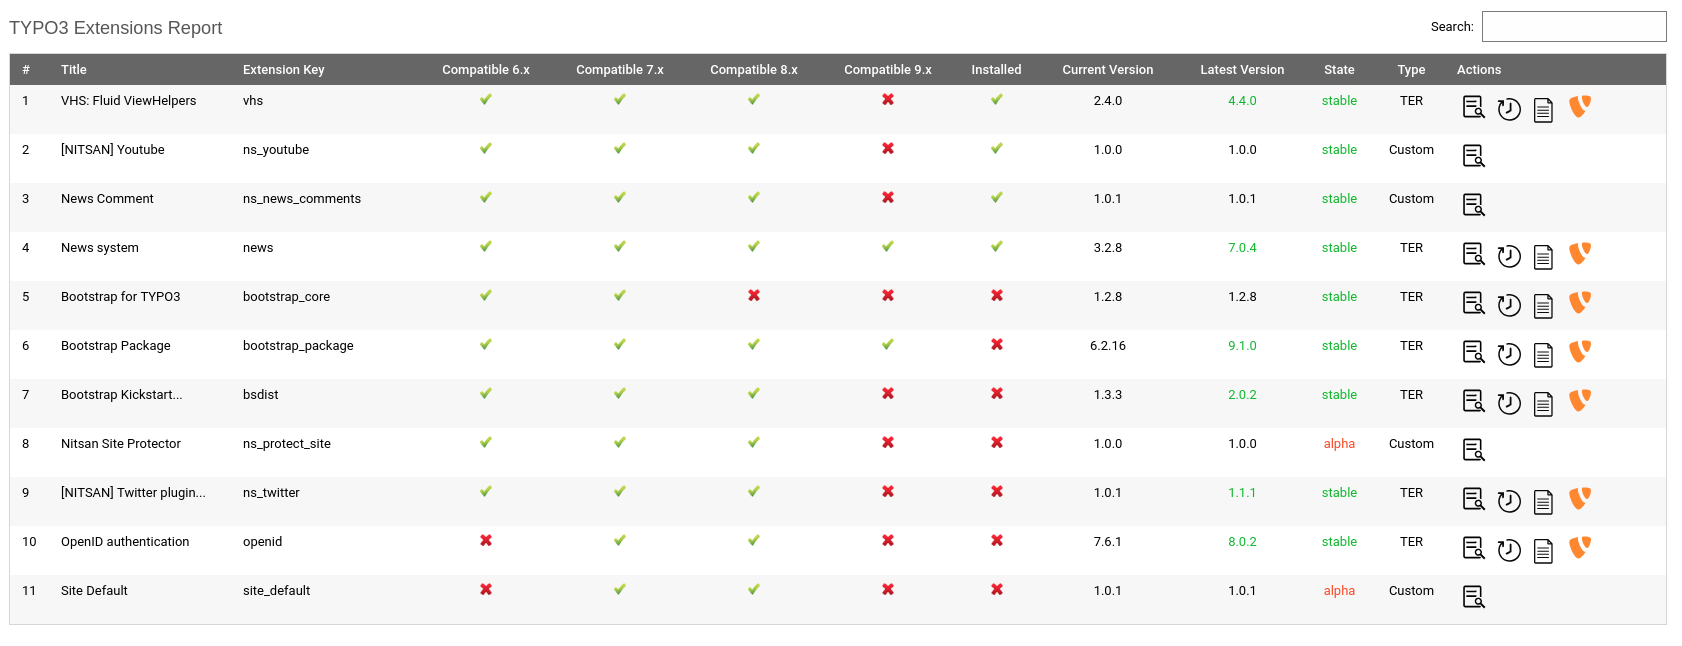 TYPO3 Extensions Report
Search:
# Title Extension Key Compatible 6.x Compatible 7.x Compatible 8.x Compatible 9.x Installed Current Version Latest Version State Type Actions
1 VHS: Fluid ViewHelpers vhs 2.4.0 4.4.0 stable TER
2 [NITSAN] Youtube ns_youtube 1.0.0 1.0.0 stable Custom
3 News Comment ns_news_comments 1.0.1 1.0.1 stable Custom
4 News system news 3.2.8 7.0.4 stable TER
5 Bootstrap for TYPO3 bootstrap_core 1.2.8 1.2.8 stable TER
6 Bootstrap Package bootstrap_package 6.2.16 9.1.0 stable TER
7 Bootstrap Kickstart... bsdist 1.3.3 2.0.2 stable TER
8 Nitsan Site Protector ns_protect_site 1.0.0 1.0.0 alpha Custom
9 [NITSAN] Twitter plugin... ns_twitter 1.0.1 1.1.1 stable TER
10 OpenID authentication openid 7.6.1 8.0.2 stable TER
11 Site Default site_default 1.0.1 1.0.1 alpha Custom